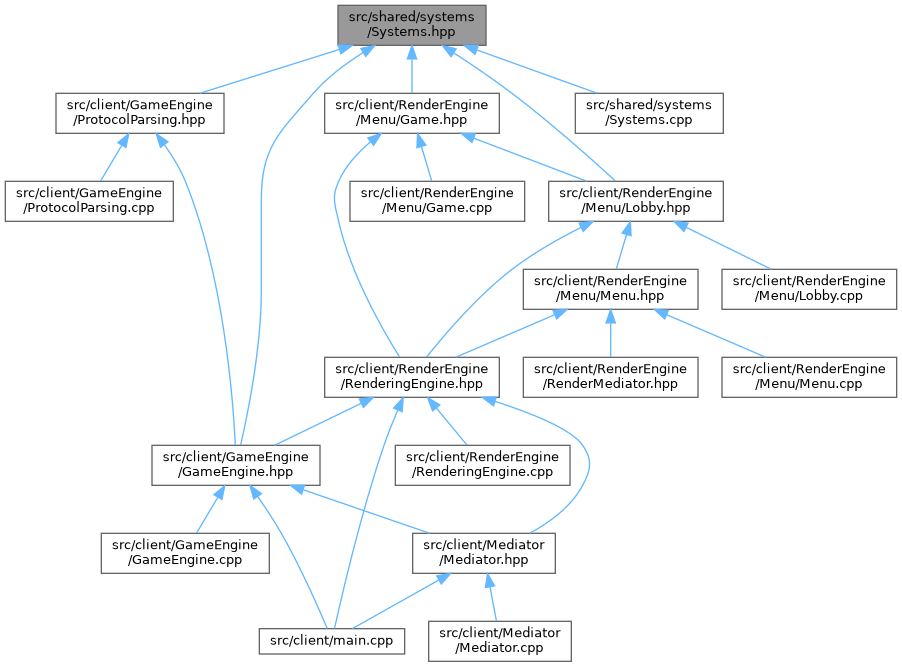 src/shared/systems
/Systems.hpp
src/client/GameEngine
/ProtocolParsing.hpp
src/client/RenderEngine
/Menu/Game.hpp
src/shared/systems
/Systems.cpp
src/client/GameEngine
/ProtocolParsing.cpp
src/client/RenderEngine
/Menu/Game.cpp
src/client/RenderEngine
/Menu/Lobby.hpp
src/client/RenderEngine
/Menu/Menu.hpp
src/client/RenderEngine
/Menu/Lobby.cpp
src/client/RenderEngine
/RenderingEngine.hpp
src/client/RenderEngine
/RenderMediator.hpp
src/client/RenderEngine
/Menu/Menu.cpp
src/client/GameEngine
/GameEngine.hpp
src/client/RenderEngine
/RenderingEngine.cpp
src/client/GameEngine
/GameEngine.cpp
src/client/Mediator
/Mediator.hpp
src/client/main.cpp
src/client/Mediator
/Mediator.cpp